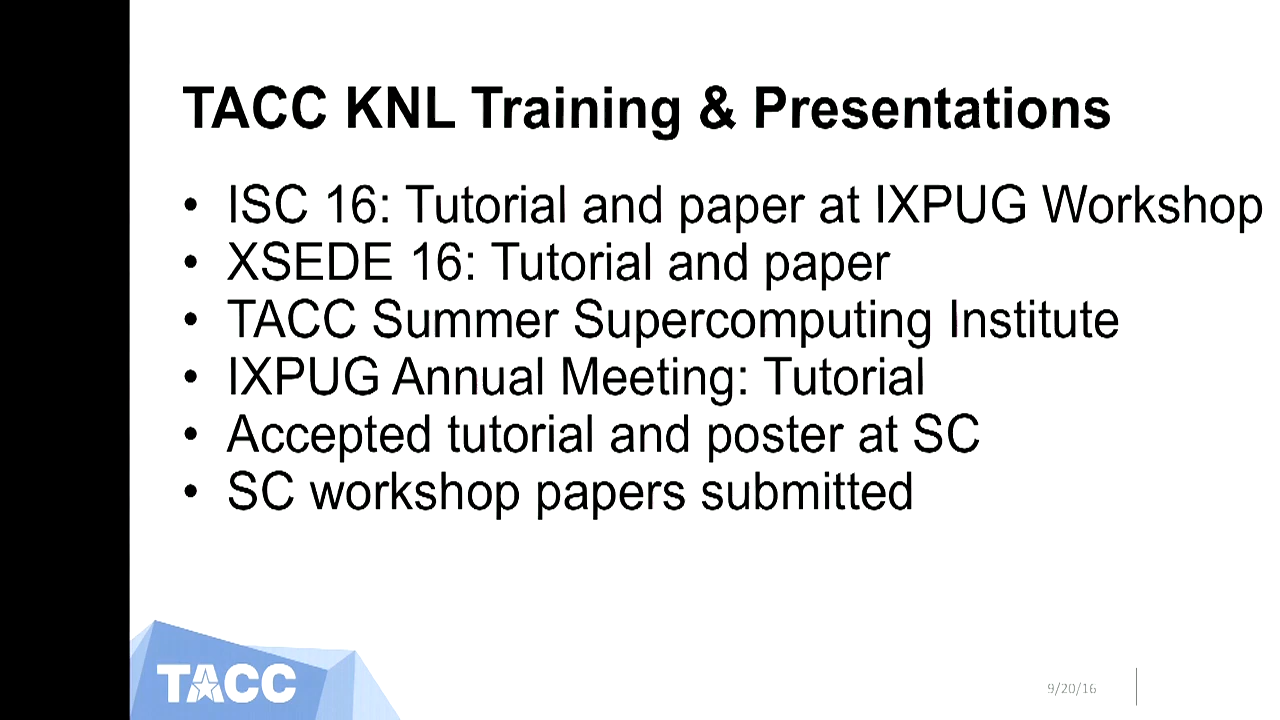 TACC KNL Training & Presentations
• ISC 16: Tutorial and paper at IXPUG Workshop
• XSEDE 16: Tutorial and paper
• TACC Summer Supercomputing Institute
• IXPUG Annual Meeting: Tutorial
• Accepted tutorial and poster at SC
• SC workshop papers submitted
TACC
9/20/16